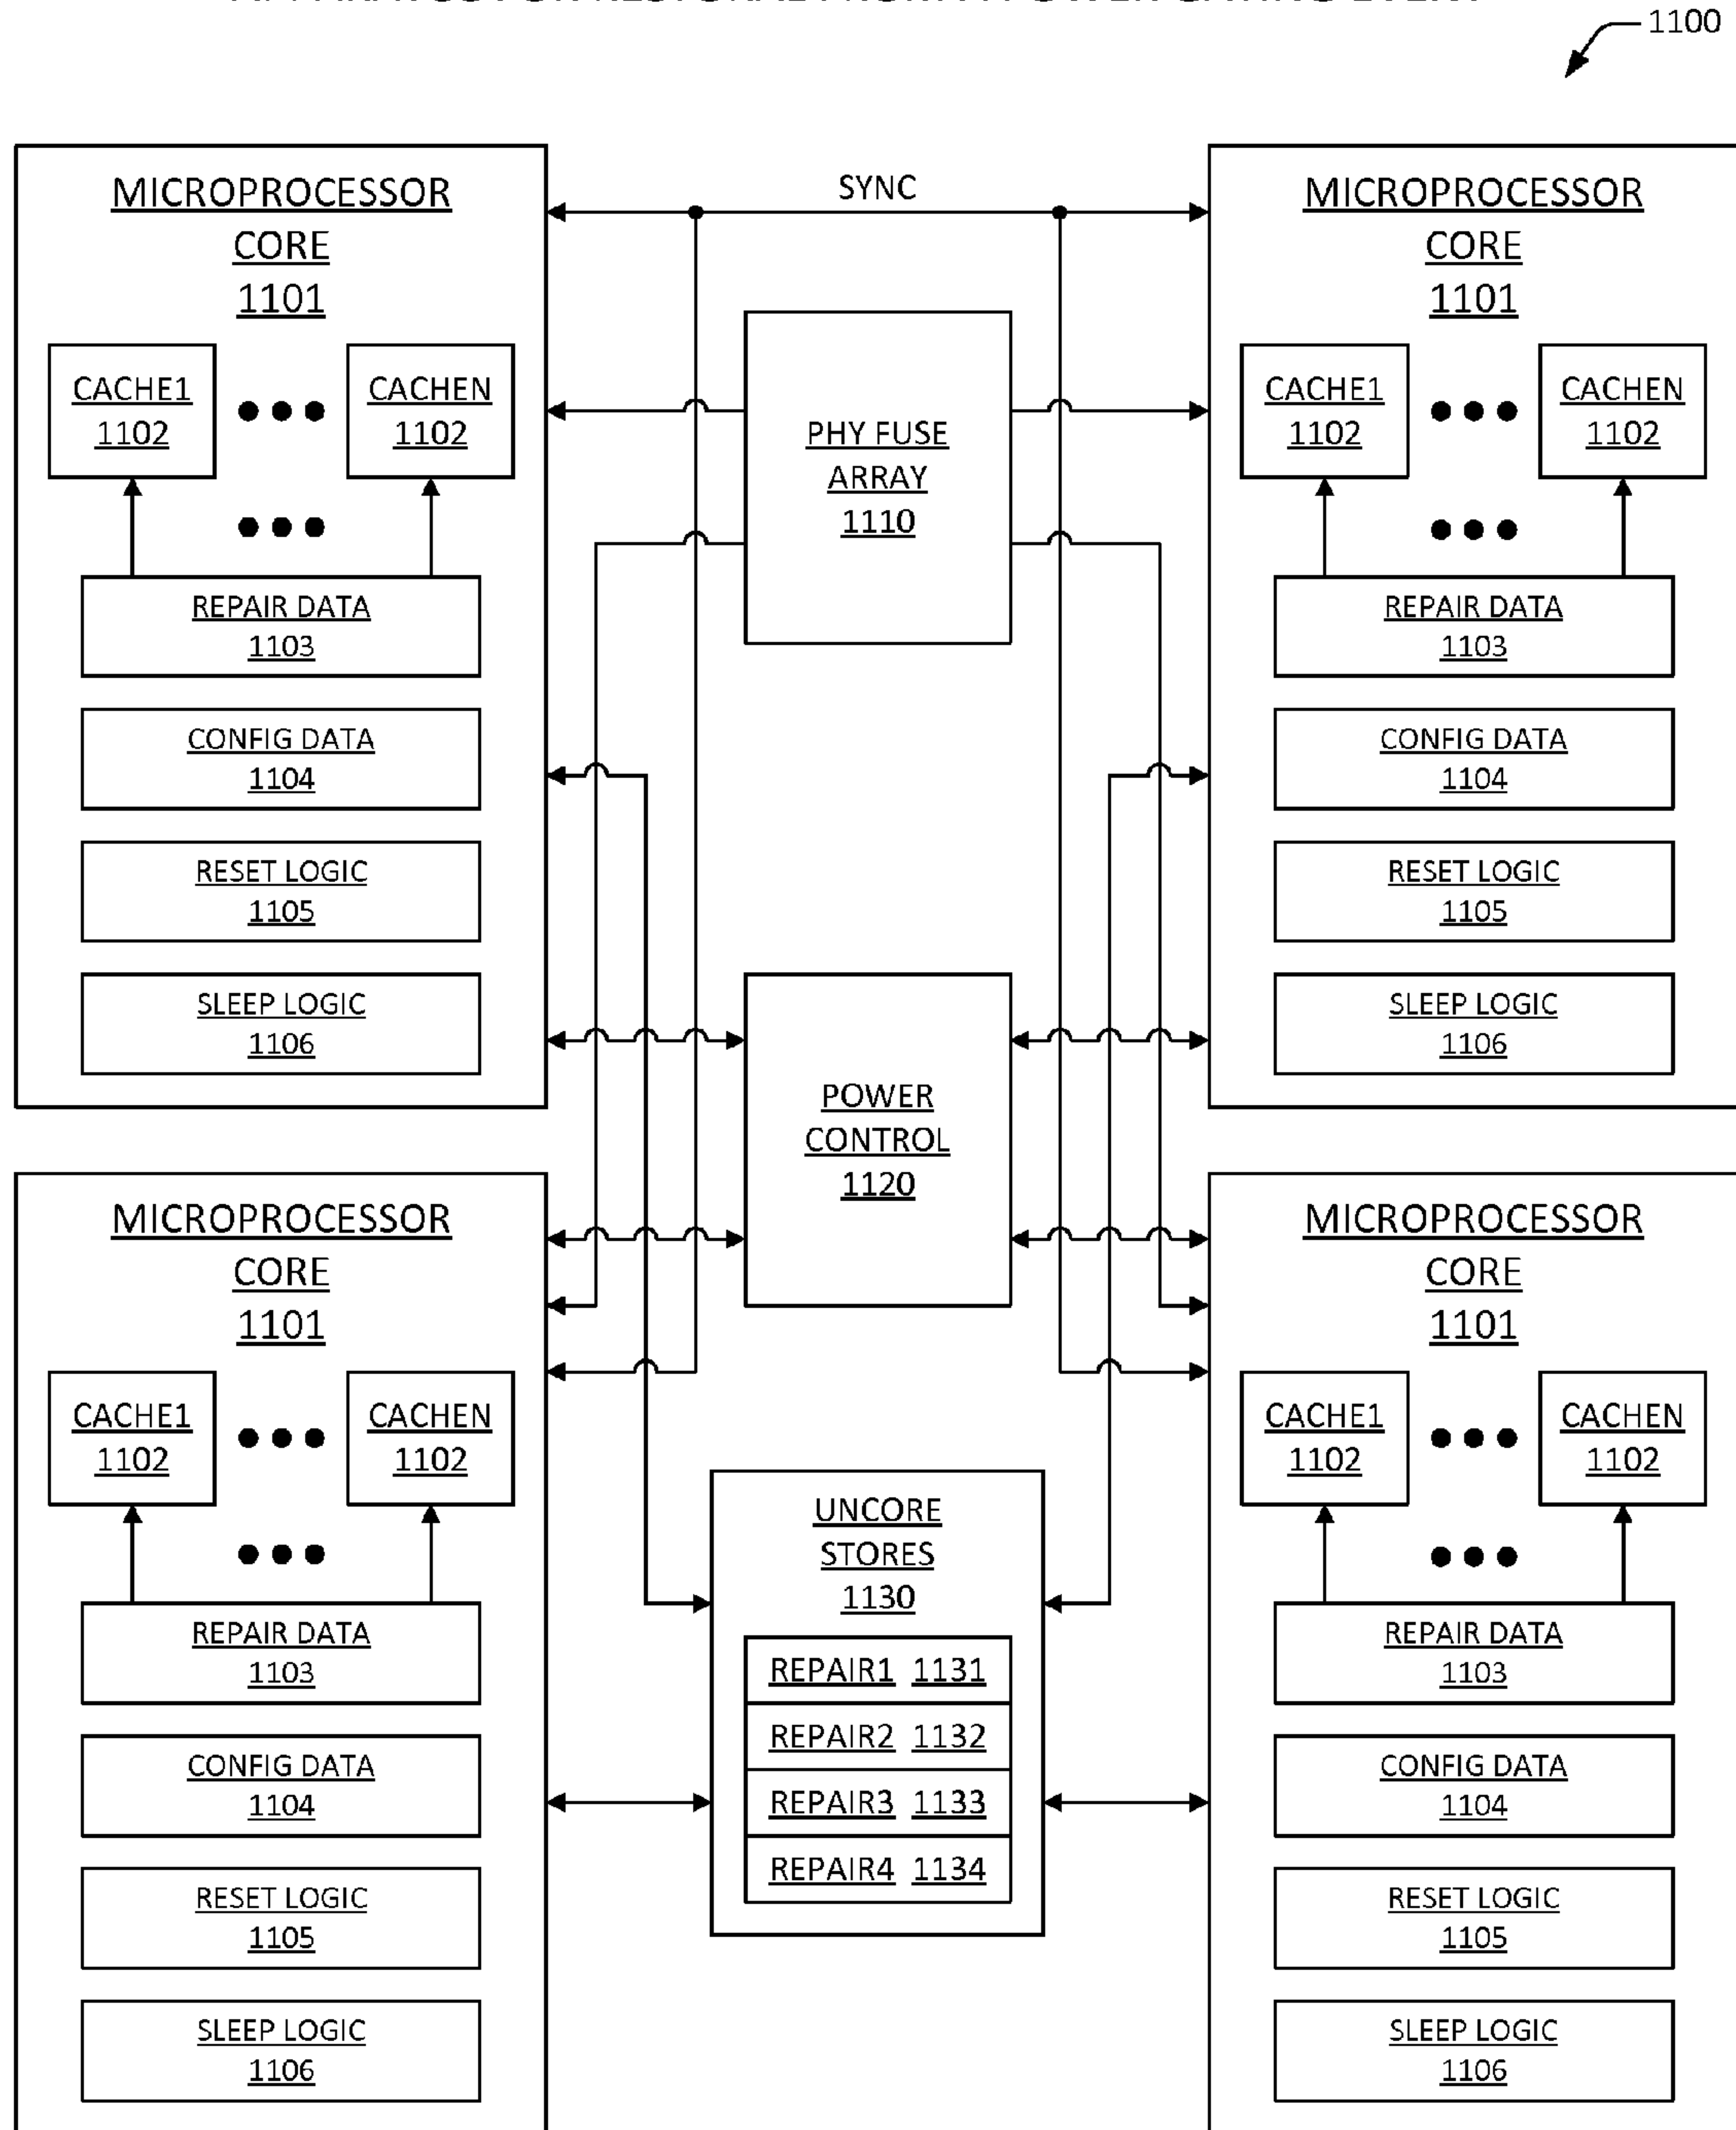 1100
MICROPROCESSOR
CORE
1101
CACHE1
1102
CACHEN
1102
REPAIR DATA
1103
CONFIG DATA
1104
RESET LOGIC
1105
SLEEP LOGIC
1106
SYNC
PHY FUSE
ARRAY
1110
POWER
CONTROL
1120
MICROPROCESSOR
CORE
1101
CACHE1
1102
CACHEN
1102
REPAIR DATA
1103
CONFIG DATA
1104
RESET LOGIC
1105
SLEEP LOGIC
1106
MICROPROCESSOR
CORE
1101
CACHE1
1102
CACHEN
1102
REPAIR DATA
1103
CONFIG DATA
1104
RESET LOGIC
1105
SLEEP LOGIC
1106
UNCORE
STORES
1130
REPAIR1 1131
REPAIR2 1132
REPAIR3 1133
REPAIR4 1134
MICROPROCESSOR
CORE
1101
CACHE1
1102
CACHEN
1102
REPAIR DATA
1103
CONFIG DATA
1104
RESET LOGIC
1105
SLEEP LOGIC
1106